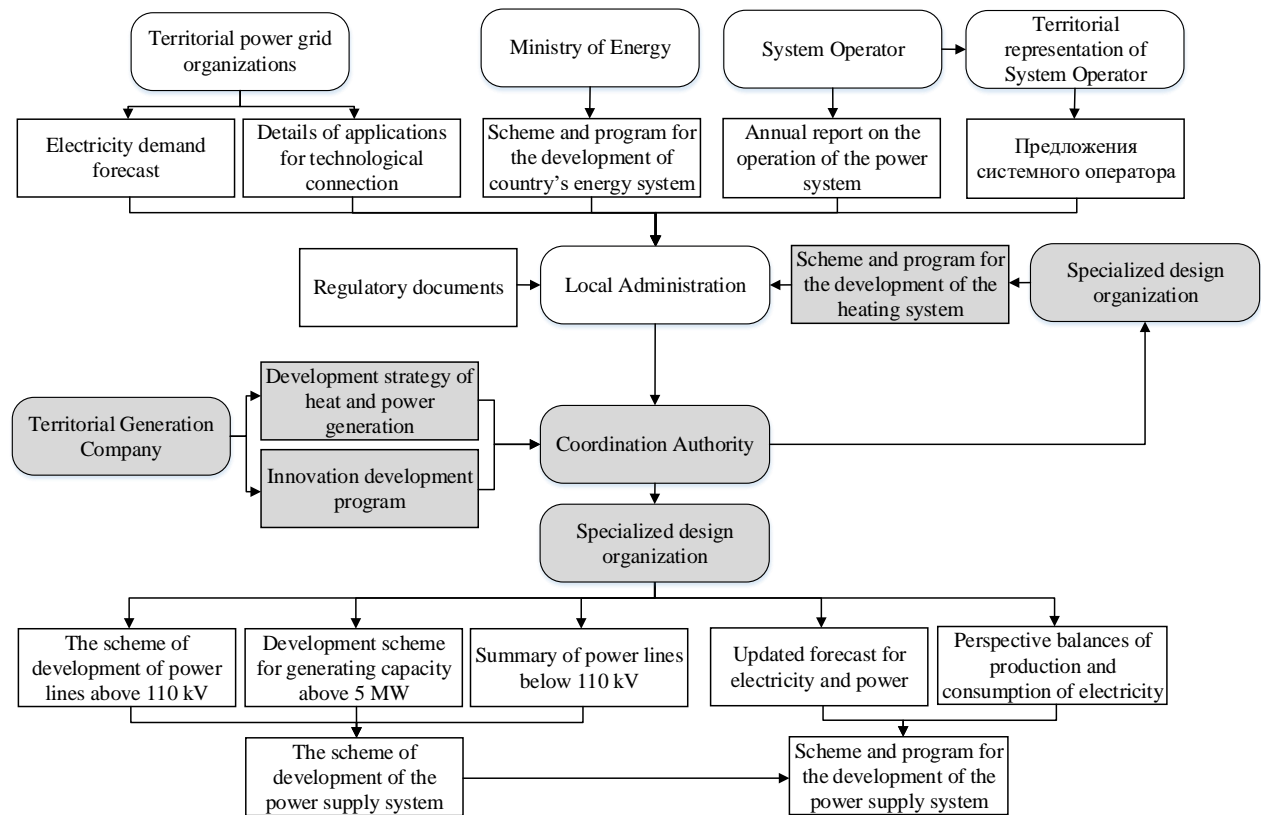 Territorial power grid
organizations
Ministry of Energy
System Operator
Territorial
representation of
System Operator
Electricity demand
forecast
Details of applications
for technological
connection
Scheme and program for
the development of
country’s energy system
Annual report on the
operation of the power
system
Предложения
системного оператора
Regulatory documents
Local Administration
Scheme and program for
the development of the
heating system
Specialized design
organization
Territorial Generation
Company
Development strategy of
heat and power
generation
Innovation development
program
Coordination Authority
Specialized design
organization
The scheme of
development of power
lines above 110 kV
Development scheme
for generating capacity
above 5 MW
Summary of power lines
below 110 kV
Updated forecast for
electricity and power
Perspective balances of
production and
consumption of electricity
The scheme of
development of the
power supply system
Scheme and program for
the development of the
power supply system